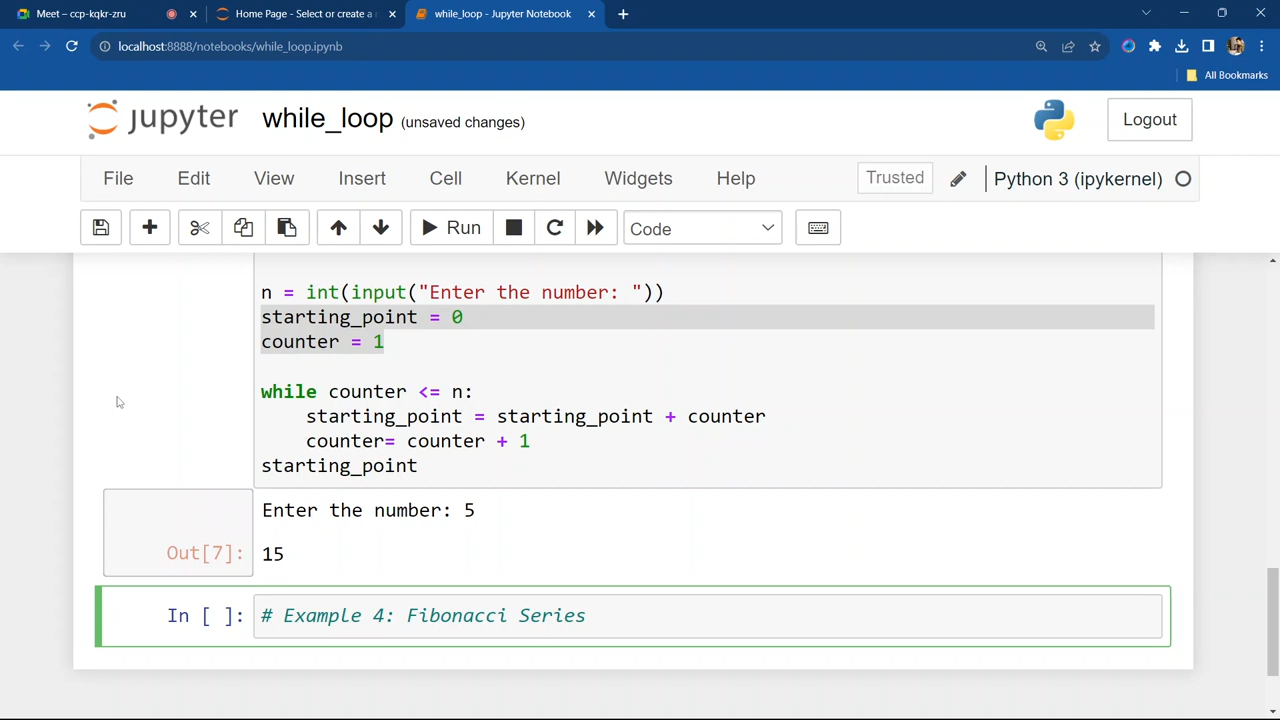 Meet – ccp-kqkr-zru
Home Page - Select or create a
while_loop - Jupyter Notebook
localhost:8888/notebooks/while_loop.ipynb
All Bookmarks
jupyter while_loop (unsaved changes)
Logout
File Edit View Insert Cell Kernel Widgets Help
Trusted
Python 3 (ipykernel)
Run
Code
n = int(input("Enter the number: "))
starting_point = 0
counter = 1
while counter <= n:
    starting_point = starting_point + counter
    counter= counter + 1
starting_point
Enter the number: 5
Out[7]: 15
In [ ]: # Example 4: Fibonacci Series